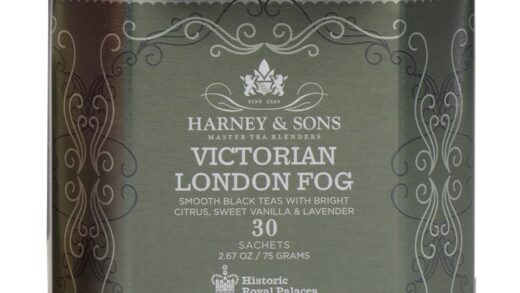 FINE TEAS
HARNEY & SONS
MASTER TEA BLENDERS
VICTORIAN
LONDON FOG
SMOOTH BLACK TEAS WITH BRIGHT
CITRUS, SWEET VANILLA & LAVENDER
30
SACHETS
2.67 OZ / 75 GRAMS
Historic
Royal Palaces